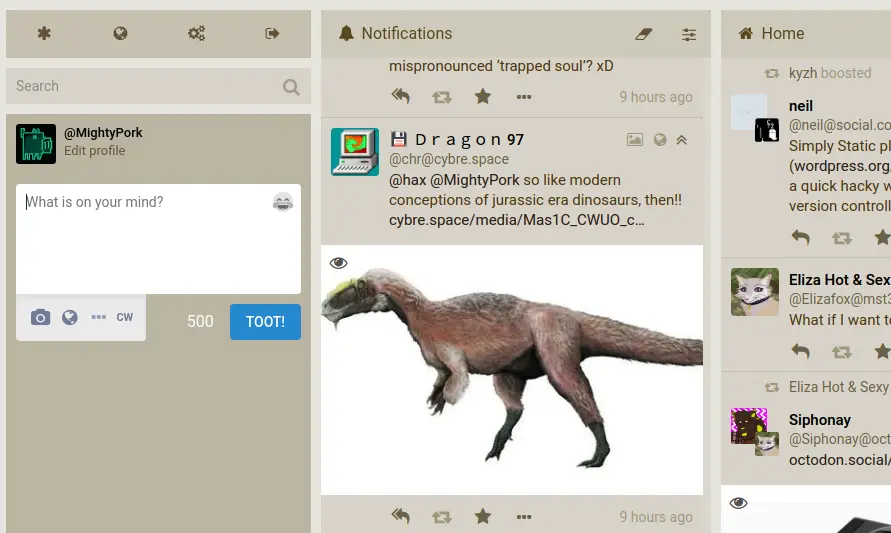 Search
@MightyPork
Edit profile
What is on your mind?
CW
500
TOOT!
Notifications
mispronounced ‘trapped soul’? xD
9 hours ago
Ｄｒａｇｏｎ 97
@chr@cybre.space
@hax @MightyPork so like modern
conceptions of jurassic era dinosaurs, then!!
cybre.space/media/Mas1C_CWUO_c…
9 hours ago
Home
kyzh boosted
neil
@neil@social.co
Simply Static pl
(wordpress.org,
a quick hacky w
version controll
Eliza Hot & Sexy
@Elizafox@mst3
What if I want t
Eliza Hot & Sexy
Siphonay
@Siphonay@oct
octodon.social/